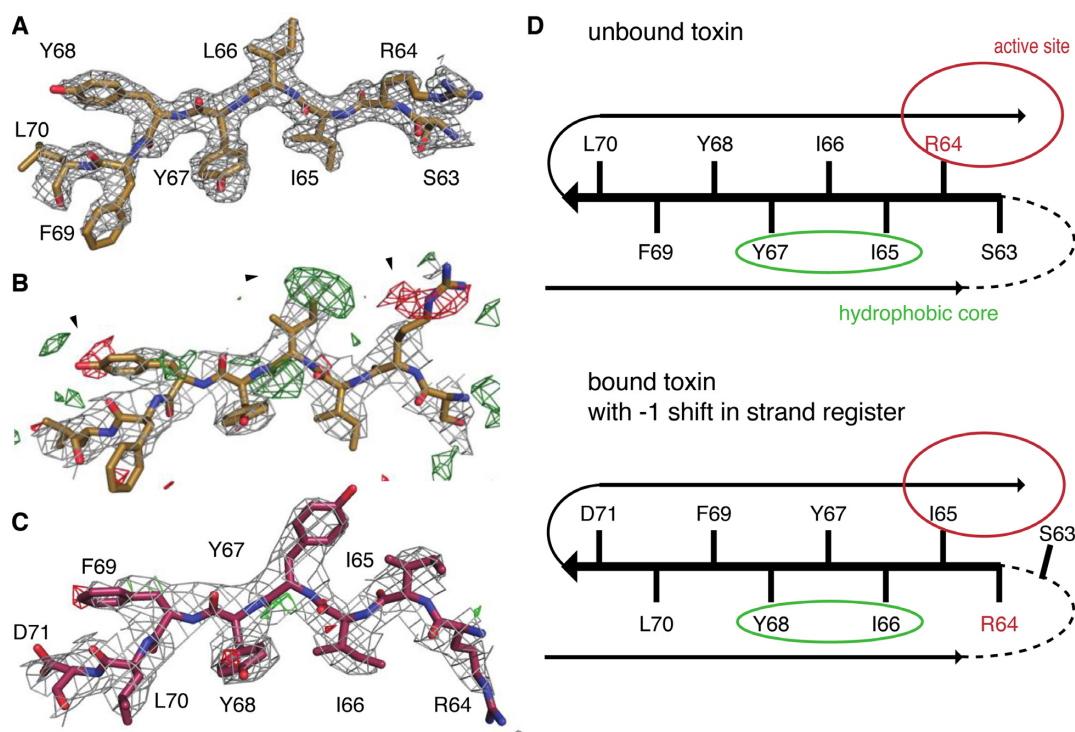 A
Y68
L66
R64
L70
Y67
I65
S63
F69
B
C
Y67
F69
I65
D71
L70
Y68
I66
R64
D
unbound toxin
active site
L70 Y68 I66 R64
F69 Y67 I65 S63
hydrophobic core
bound toxin
with -1 shift in strand register
D71 F69 Y67 I65 S63
L70 Y68 I66 R64